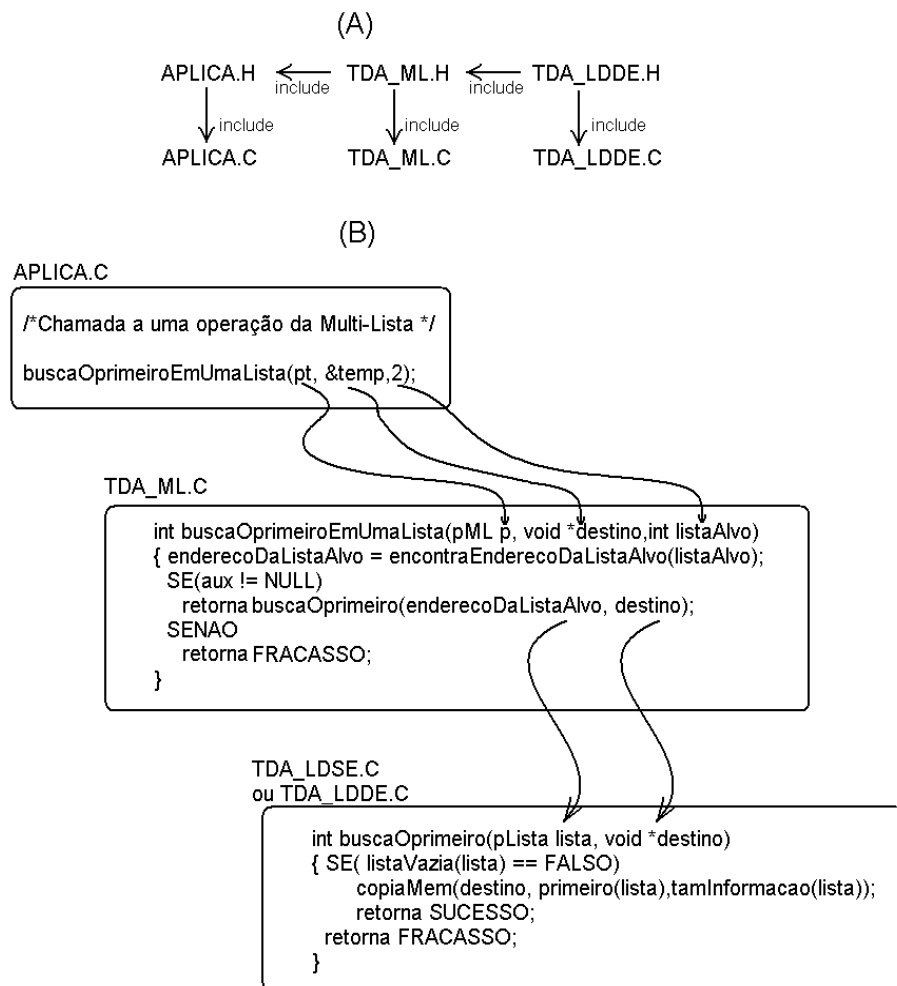 (A)
APLICA.H include TDA_ML.H include TDA_LDDE.H
include include include
APLICA.C TDA_ML.C TDA_LDDE.C
(B)
APLICA.C
/*Chamada a uma operação da Multi-Lista */
buscaOprimeiroEmUmaLista(pt, &temp,2);
TDA_ML.C
int buscaOprimeiroEmUmaLista(pML p, void *destino,int listaAlvo)
{ enderecoDaListaAlvo = encontraEnderecoDaListaAlvo(listaAlvo);
SE(aux != NULL)
retorna buscaOprimeiro(enderecoDaListaAlvo, destino);
SENAO
retorna FRACASSO;
}
TDA_LDSE.C
ou TDA_LDDE.C
int buscaOprimeiro(pLista lista, void *destino)
{ SE( listaVazia(lista) == FALSO)
copiaMem(destino, primeiro(lista),tamInformacao(lista));
retorna SUCESSO;
retorna FRACASSO;
}